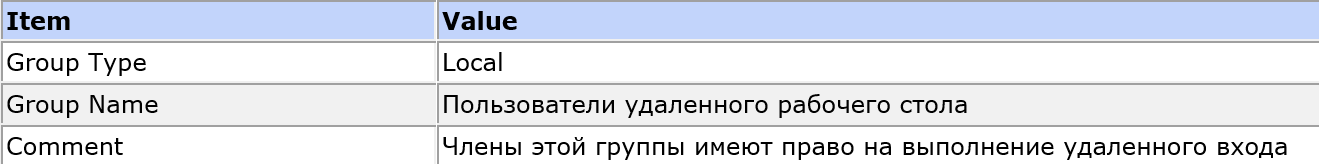 Item Value
Group Type Local
Group Name Пользователи удаленного рабочего стола
Comment Члены этой группы имеют право на выполнение удаленного входа